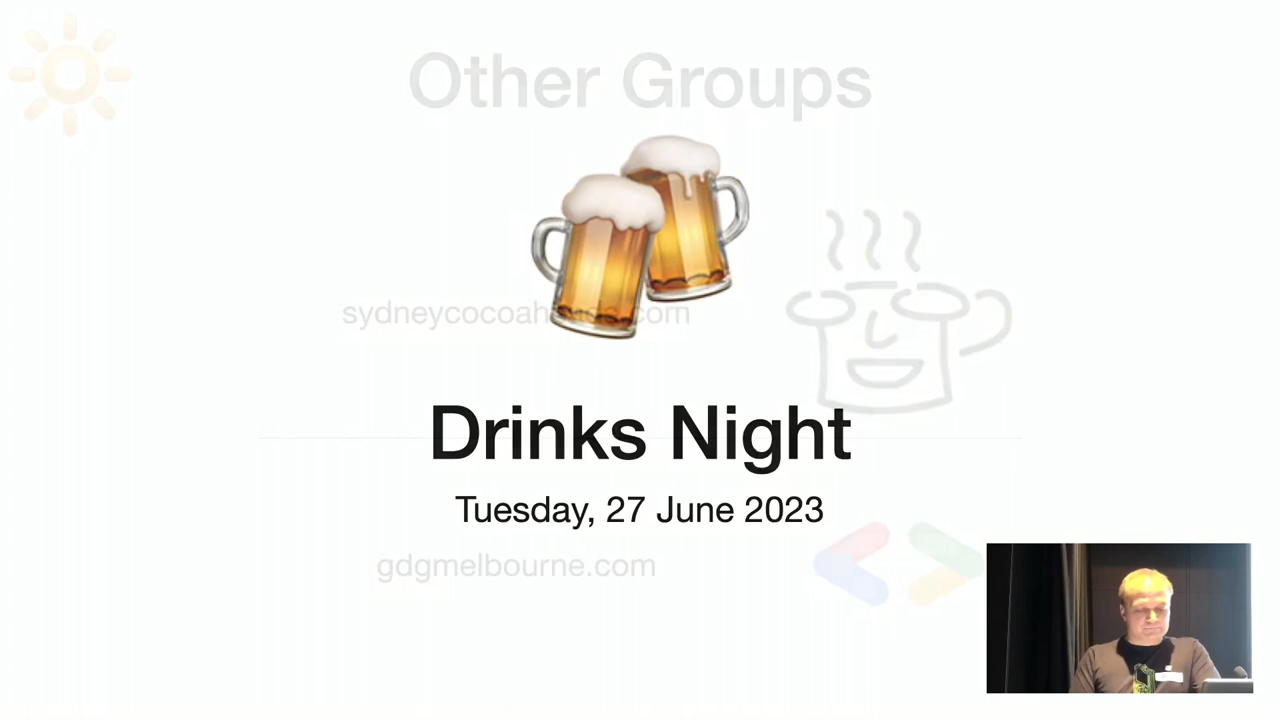 Other Groups
sydneycocoaheads.com
Drinks Night
Tuesday, 27 June 2023
gdgmelbourne.com